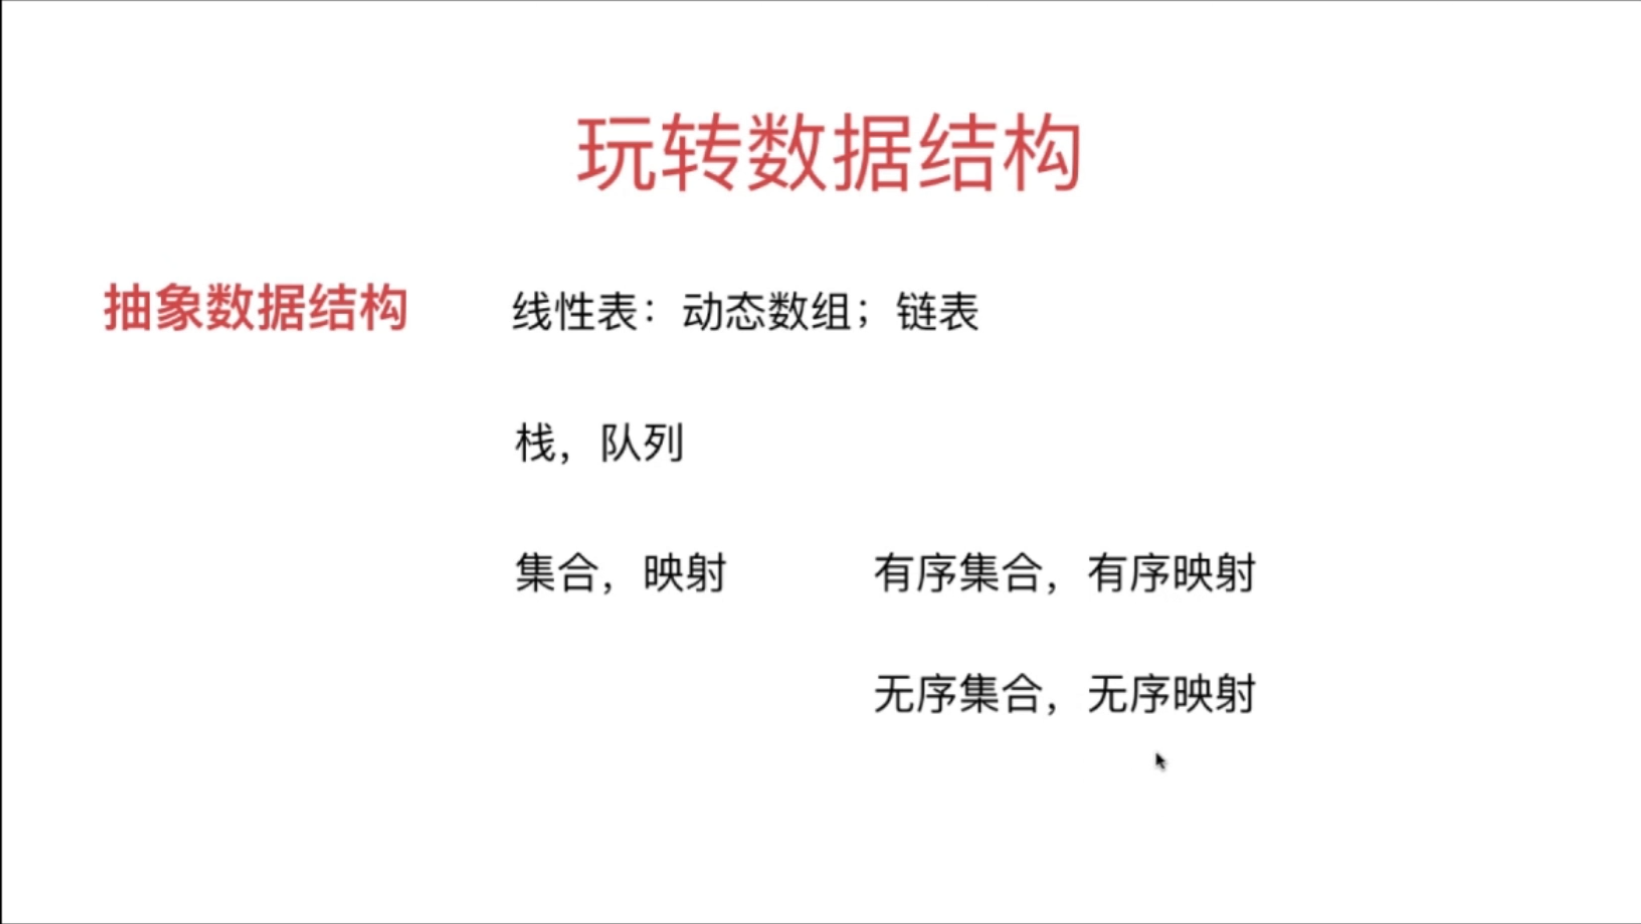 玩转数据结构
抽象数据结构 线性表：动态数组；链表
栈，队列
集合，映射 有序集合，有序映射
无序集合，无序映射